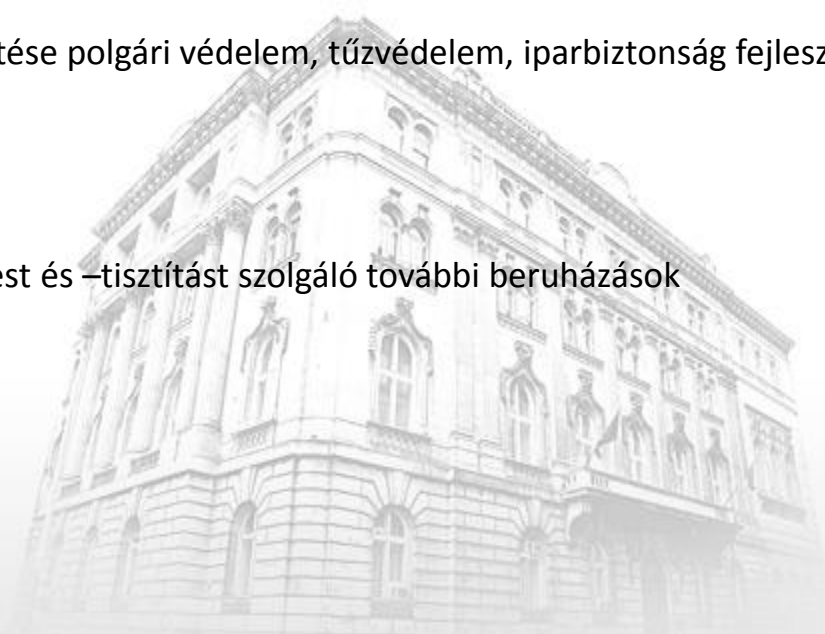 tése polgári védelem, tűzvédelem, iparbiztonság fejlesz
est és –tisztítást szolgáló további beruházások